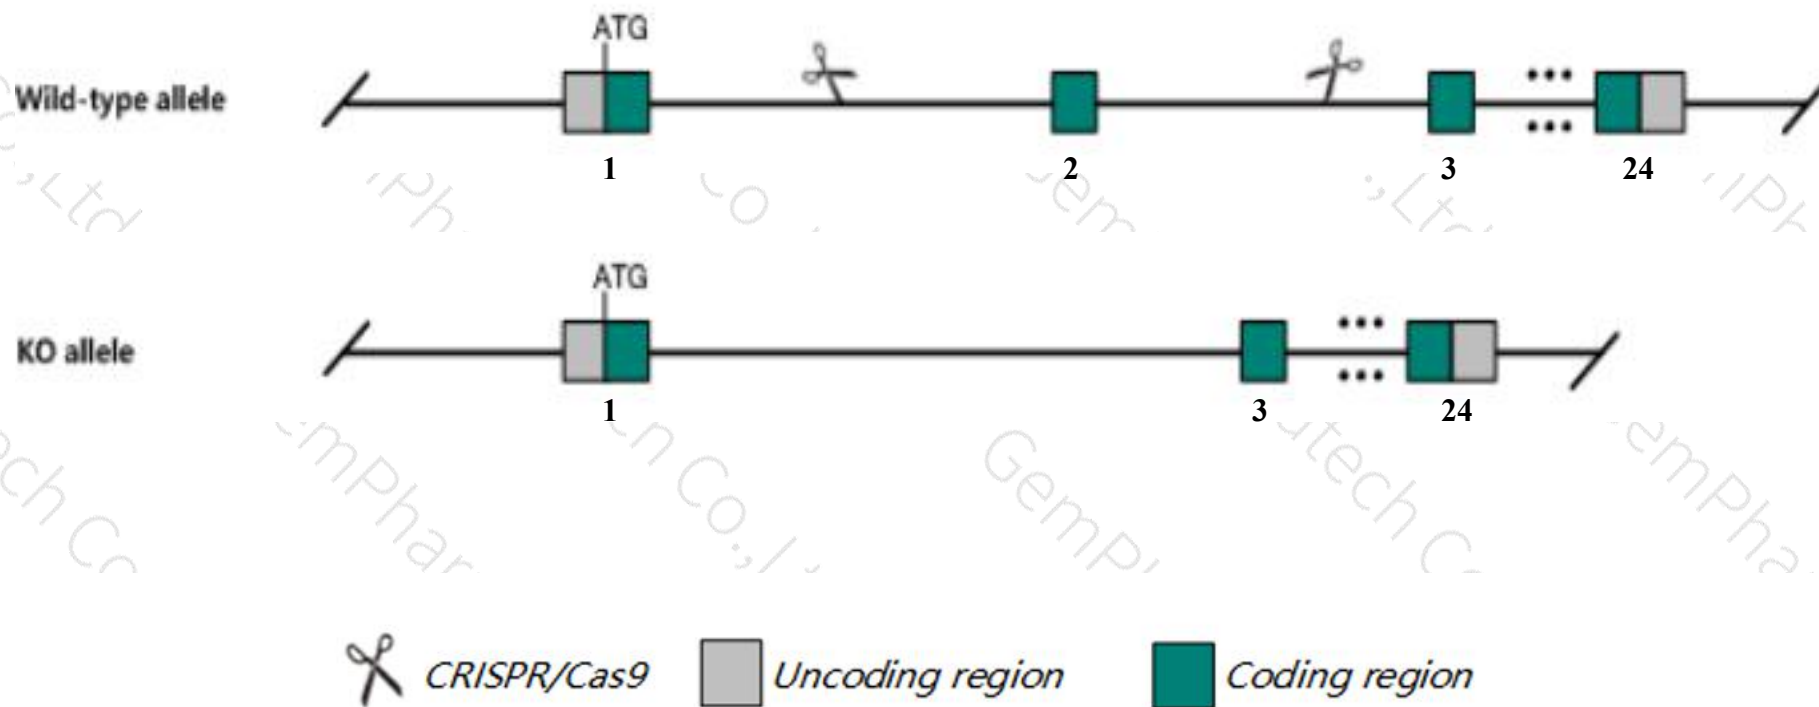 ATG
Wild-type allele
1 2 3 24
ATG
KO allele
1 3 24
CRISPR/Cas9 Uncoding region Coding region